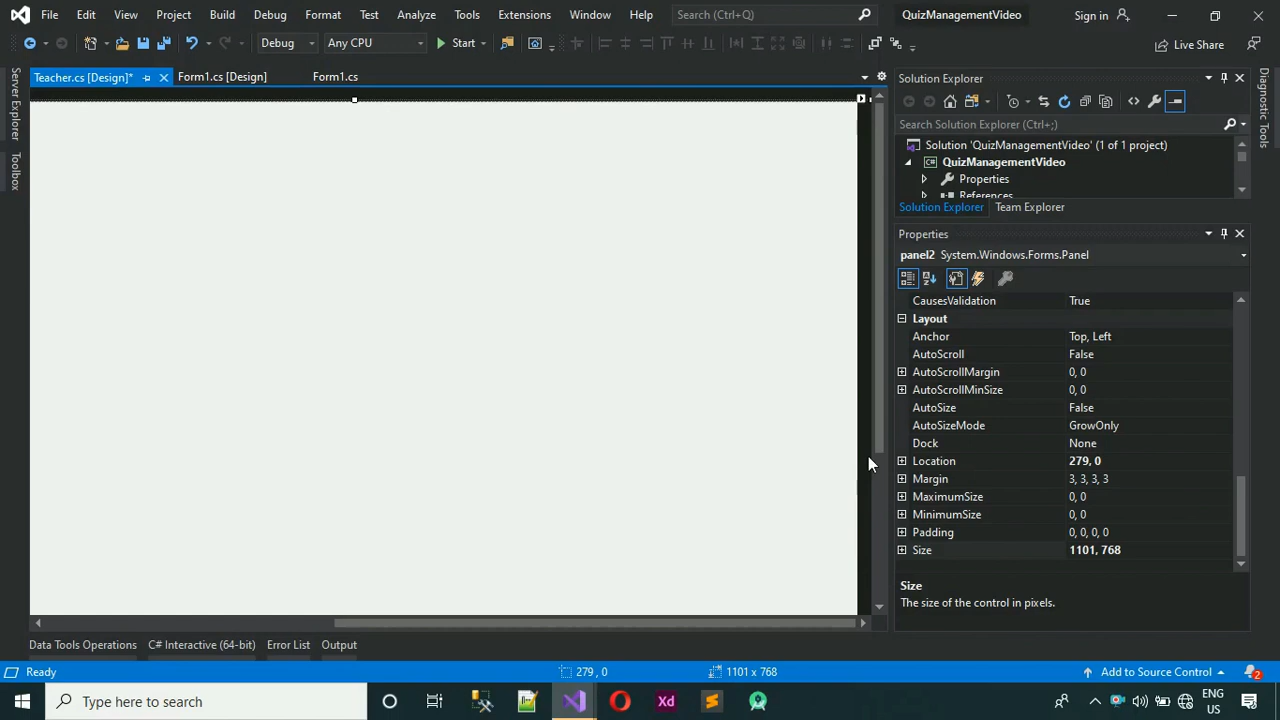 File Edit View Project Build Debug Format Test Analyze Tools Extensions Window Help Search (Ctrl+Q) QuizManagementVideo Sign in
Debug Any CPU Start Live Share
Teacher.cs [Design]* Form1.cs [Design] Form1.cs
Server Explorer
Toolbox
Solution Explorer
Search Solution Explorer (Ctrl+;)
Solution 'QuizManagementVideo' (1 of 1 project)
QuizManagementVideo
Properties
References
Solution Explorer Team Explorer
Diagnostic Tools
Properties
panel2 System.Windows.Forms.Panel
CausesValidation True
Layout
Anchor Top, Left
AutoScroll False
AutoScrollMargin 0, 0
AutoScrollMinSize 0, 0
AutoSize False
AutoSizeMode GrowOnly
Dock None
Location 279, 0
Margin 3, 3, 3, 3
MaximumSize 0, 0
MinimumSize 0, 0
Padding 0, 0, 0, 0
Size 1101, 768
Size
The size of the control in pixels.
Data Tools Operations C# Interactive (64-bit) Error List Output
Ready 279 , 0 1101 x 768 Add to Source Control 2
Type here to search Xd ENG
US